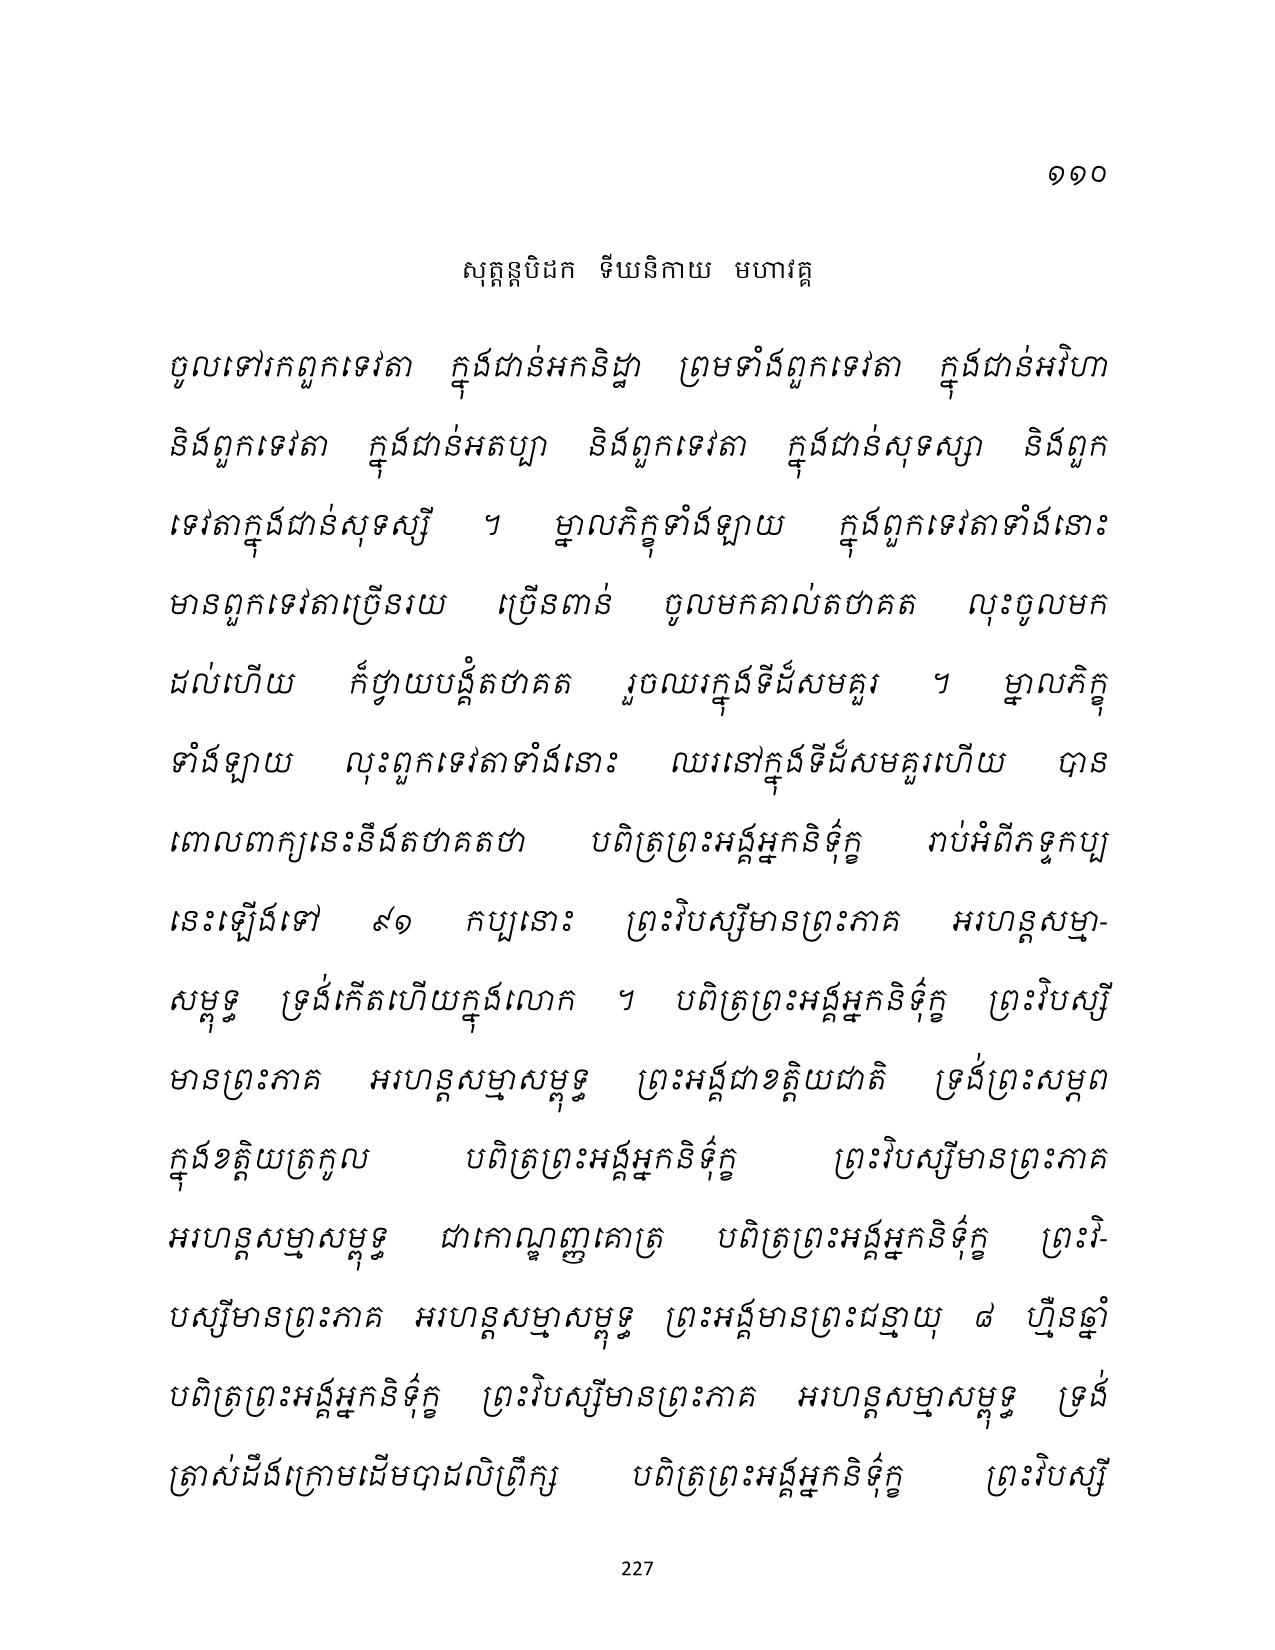 ១១០
សុត្តន្តបិដក ទីឃនិកាយ មហាវគ្គ
ចូលទៅរកពួកទេវតា ក្នុងជាន់អកនិដ្ឋា ព្រមទាំងពួកទេវតា ក្នុងជាន់អវិហា
និងពួកទេវតា ក្នុងជាន់អតប្បា និងពួកទេវតា ក្នុងជាន់សុទស្សា និងពួក
ទេវតាក្នុងជាន់សុទស្សី ។ ម្នាលភិក្ខុទាំងឡាយ ក្នុងពួកទេវតាទាំងនោះ
មានពួកទេវតាច្រើនរយ ច្រើនពាន់ ចូលមកគាល់តថាគត លុះចូលមក
ដល់ហើយ ក៏ថ្វាយបង្គំតថាគត រួចឈរក្នុងទីដ៏សមគួរ ។ ម្នាលភិក្ខុ
ទាំងឡាយ លុះពួកទេវតាទាំងនោះ ឈរនៅក្នុងទីដ៏សមគួរហើយ បាន
ពោលពាក្យនេះនឹងតថាគតថា បពិត្រព្រះអង្គអ្នកនិទ៌ុក្ខ រាប់អំពីភទ្ទកប្ប
នេះឡើងទៅ ៩១ កប្បនោះ ព្រះវិបស្សីមានព្រះភាគ អរហន្តសម្មា-
សម្ពុទ្ធ ទ្រង់កើតហើយក្នុងលោក ។ បពិត្រព្រះអង្គអ្នកនិទ៌ុក្ខ ព្រះវិបស្សី
មានព្រះភាគ អរហន្តសម្មាសម្ពុទ្ធ ព្រះអង្គជាខត្តិយជាតិ ទ្រង់ព្រះសម្ភព
ក្នុងខត្តិយត្រកូល បពិត្រព្រះអង្គអ្នកនិទ៌ុក្ខ ព្រះវិបស្សីមានព្រះភាគ
អរហន្តសម្មាសម្ពុទ្ធ ជាកោណ្ឌញ្ញគោត្រ បពិត្រព្រះអង្គអ្នកនិទ៌ុក្ខ ព្រះវិ-
បស្សីមានព្រះភាគ អរហន្តសម្មាសម្ពុទ្ធ ព្រះអង្គមានព្រះជន្មាយុ ៨ ហ្មឺនឆ្នាំ
បពិត្រព្រះអង្គអ្នកនិទ៌ុក្ខ ព្រះវិបស្សីមានព្រះភាគ អរហន្តសម្មាសម្ពុទ្ធ ទ្រង់
ត្រាស់ដឹងក្រោមដើមបាដលិព្រឹក្ស បពិត្រព្រះអង្គអ្នកនិទ៌ុក្ខ ព្រះវិបស្សី
227